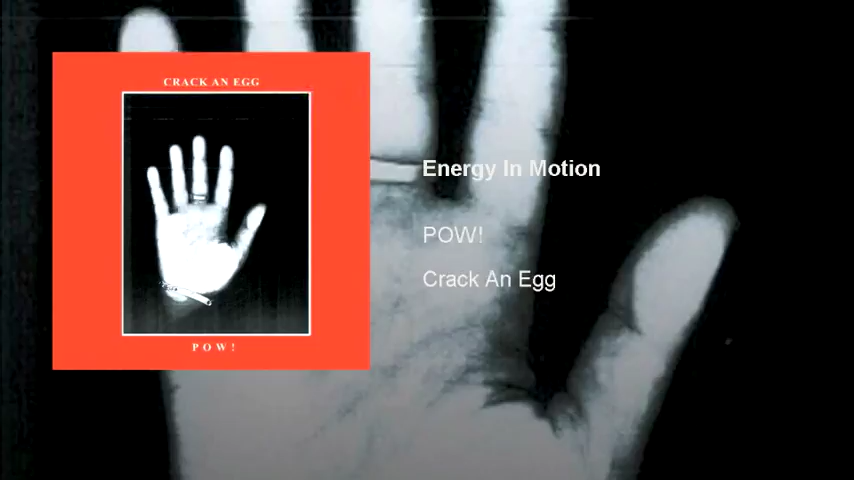 CRACK AN EGG
POW!
Energy In Motion
POW!
Crack An Egg